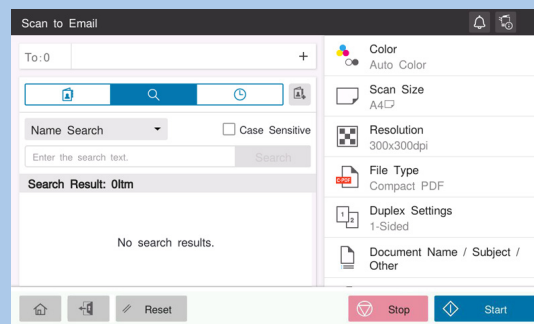 Scan to Email
To:0
+
Name Search
Case Sensitive
Enter the search text.
Search
Search Result: 0Itm
No search results.
Color
Auto Color
Scan Size
A4
Resolution
300x300dpi
C-PDF
File Type
Compact PDF
1 2
Duplex Settings
1-Sided
Document Name / Subject /
Other
Reset
Stop
Start